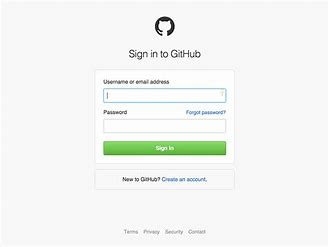 Sign in to GitHub
Username or email address
Password Forgot password?
Sign in
New to GitHub? Create an account.
Terms Privacy Security Contact